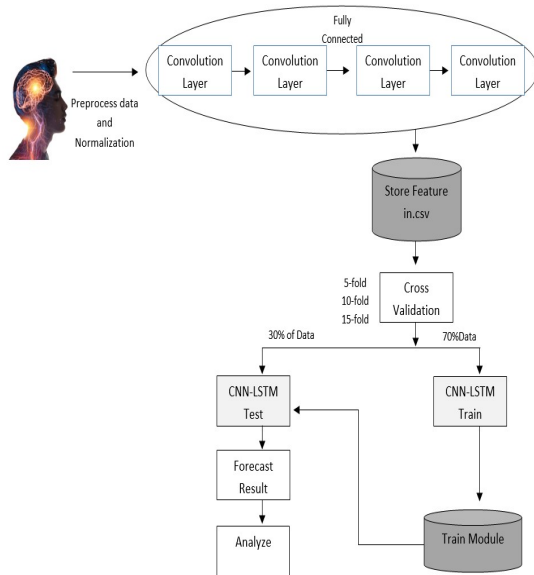 Fully
Connected
Convolution
Layer
Convolution
Layer
Convolution
Layer
Convolution
Layer
Preprocess data
and
Normalization
Store Feature
in.csv
5-fold
10-fold
15-fold
Cross
Validation
30% of Data
70%Data
CNN-LSTM
Test
CNN-LSTM
Train
Forecast
Result
Analyze
Train Module